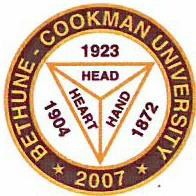 BETHUNE - COOKMAN UNIVERSITY
1923
HEAD
HEART
HAND
1904
1872
★ 2007 ★